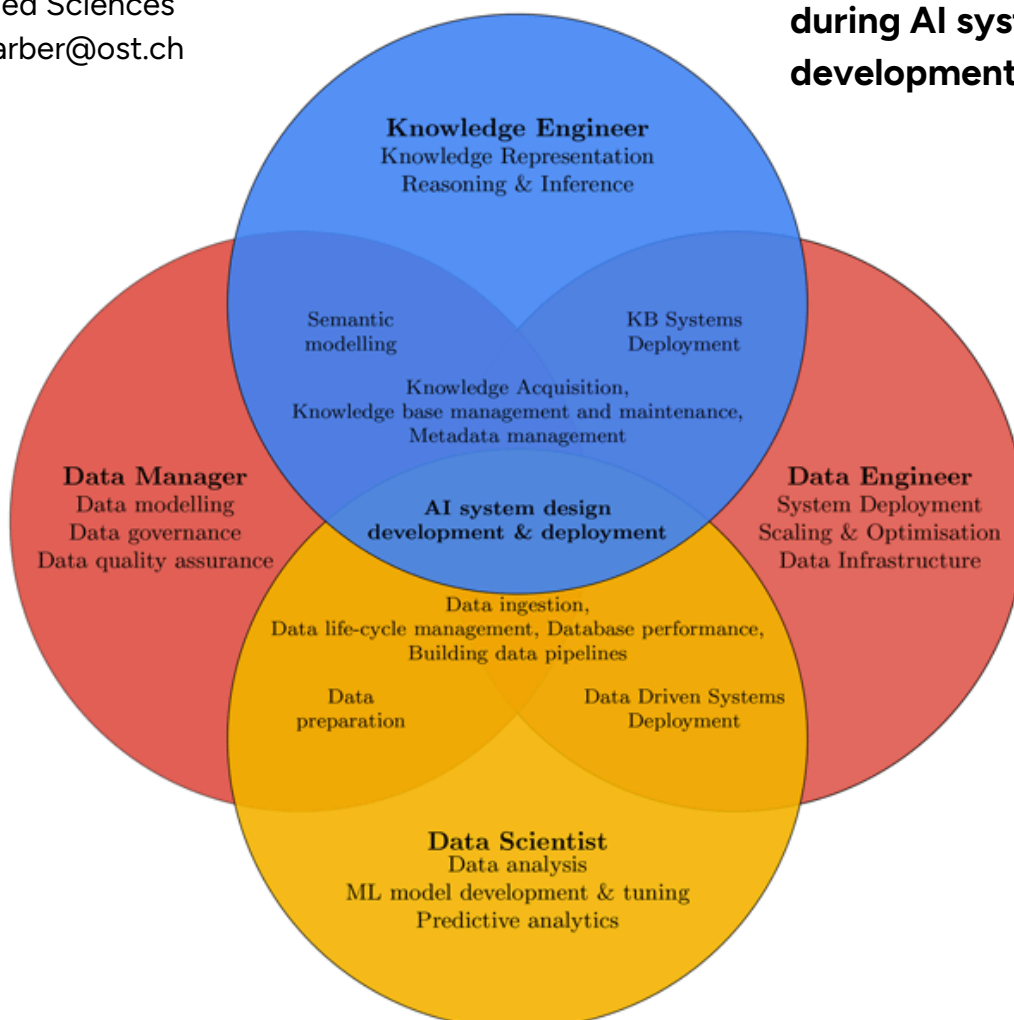 ed Sciences
arber@ost.ch
during AI syst
development
Knowledge Engineer
Knowledge Representation
Reasoning & Inference
Semantic
modelling
KB Systems
Deployment
Knowledge Acquisition,
Knowledge base management and maintenance,
Metadata management
Data Manager
Data modelling
Data governance
Data quality assurance
AI system design
development & deployment
Data Engineer
System Deployment
Scaling & Optimisation
Data Infrastructure
Data ingestion,
Data life-cycle management, Database performance,
Building data pipelines
Data
preparation
Data Driven Systems
Deployment
Data Scientist
Data analysis
ML model development & tuning
Predictive analytics